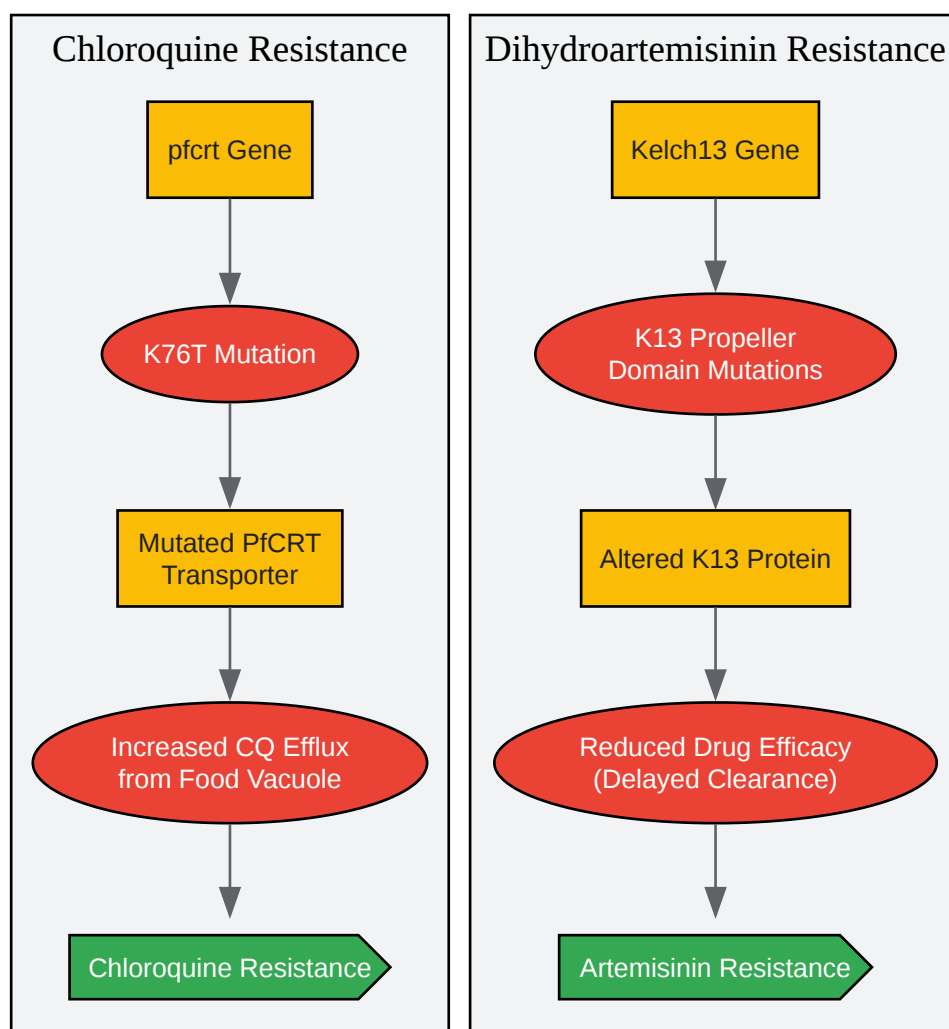 Chloroquine Resistance
pfcrt Gene
K76T Mutation
Mutated PfCRT
Transporter
Increased CQ Efflux
from Food Vacuole
Chloroquine Resistance
Dihydroartemisinin Resistance
Kelch13 Gene
K13 Propeller
Domain Mutations
Altered K13 Protein
Reduced Drug Efficacy
(Delayed Clearance)
Artemisinin Resistance